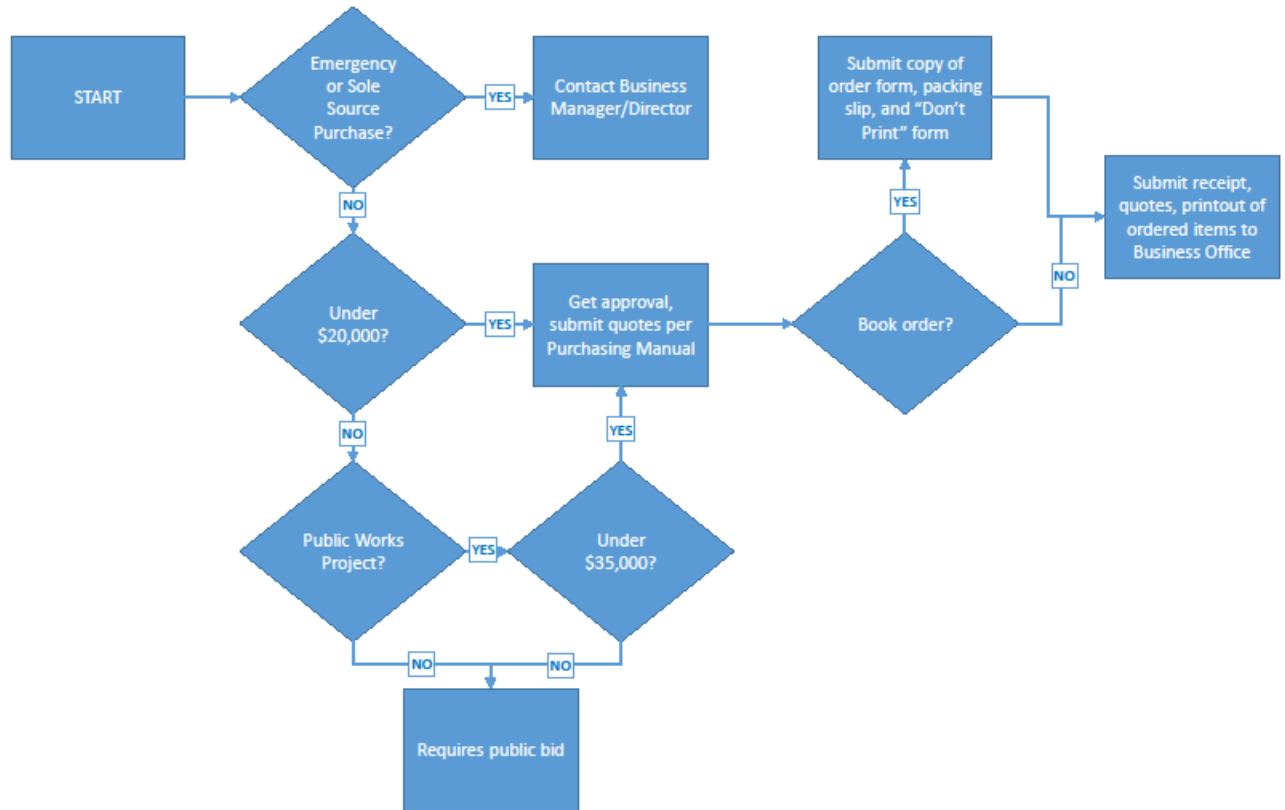 START
Emergency
or Sole
Source
Purchase?
YES
Contact Business
Manager/Director
NO
Under
$20,000?
YES
Get approval,
submit quotes per
Purchasing Manual
NO
Public Works
Project?
YES
Under
$35,000?
YES
NO
NO
Requires public bid
Book order?
YES
Submit copy of
order form, packing
slip, and “Don’t
Print” form
NO
Submit receipt,
quotes, printout of
ordered items to
Business Office